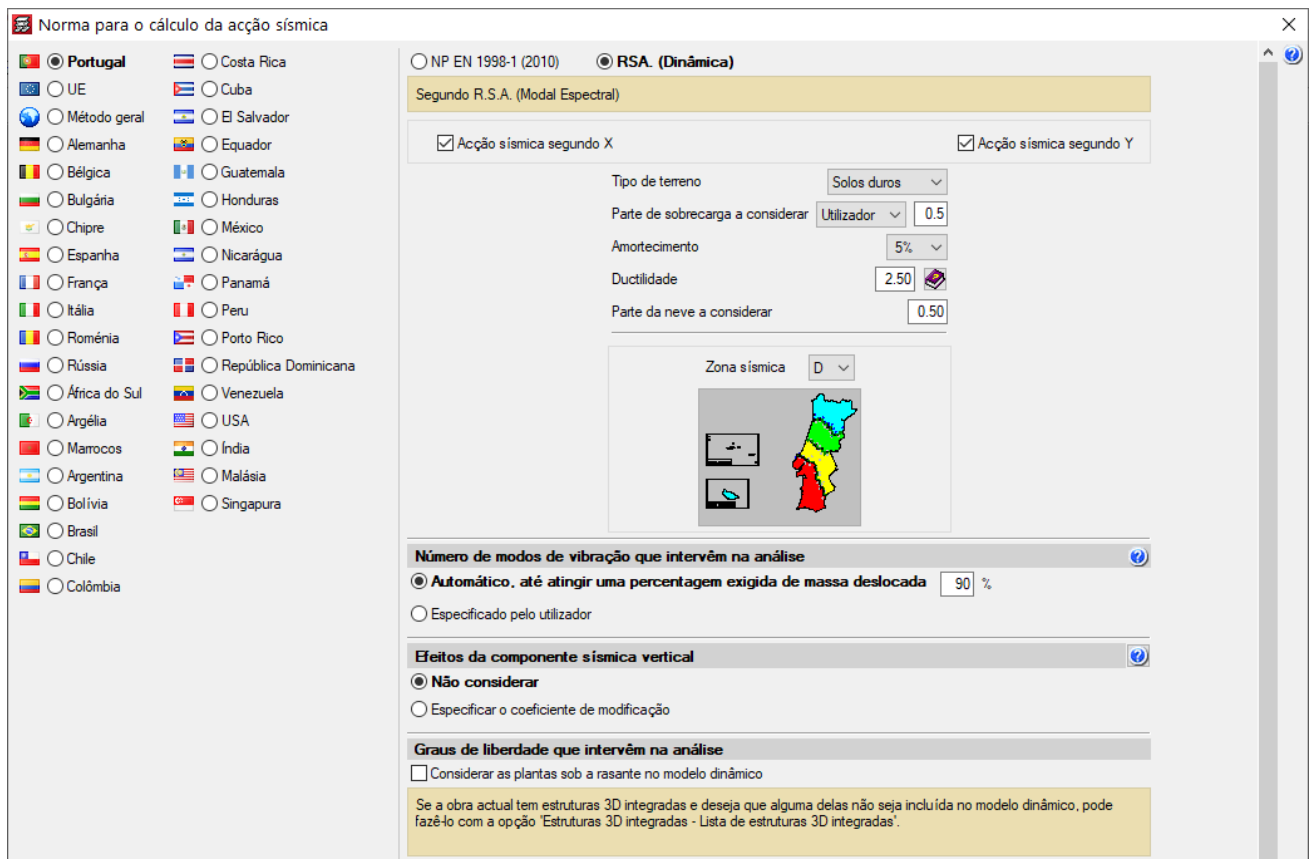 Norma para o cálculo da acção sísmica
Portugal
UE
Método geral
Alemanha
Bélgica
Bulgária
Chipre
Espanha
França
Itália
Roménia
Rússia
África do Sul
Argélia
Marrocos
Argentina
Bolívia
Brasil
Chile
Colômbia
Costa Rica
Cuba
El Salvador
Equador
Guatemala
Honduras
México
Nicarágua
Panamá
Peru
Porto Rico
República Dominicana
Venezuela
USA
Índia
Malásia
Singapura
NP EN 1998-1 (2010) RSA. (Dinâmica)
Segundo R.S.A. (Modal Espectral)
Acção sísmica segundo X Acção sísmica segundo Y
Tipo de terreno Solos duros
Parte de sobrecarga a considerar Utilizador 0.5
Amortecimento 5%
Ductilidade 2.50
Parte da neve a considerar 0.50
Zona sísmica D
Número de modos de vibração que intervêm na análise
Automático, até atingir uma percentagem exigida de massa deslocada 90 %
Especificado pelo utilizador
Efeitos da componente sísmica vertical
Não considerar
Especificar o coeficiente de modificação
Graus de liberdade que intervêm na análise
Considerar as plantas sob a rasante no modelo dinâmico
Se a obra actual tem estruturas 3D integradas e deseja que alguma delas não seja incluída no modelo dinâmico, pode
fazê-lo com a opção 'Estruturas 3D integradas - Lista de estruturas 3D integradas'.